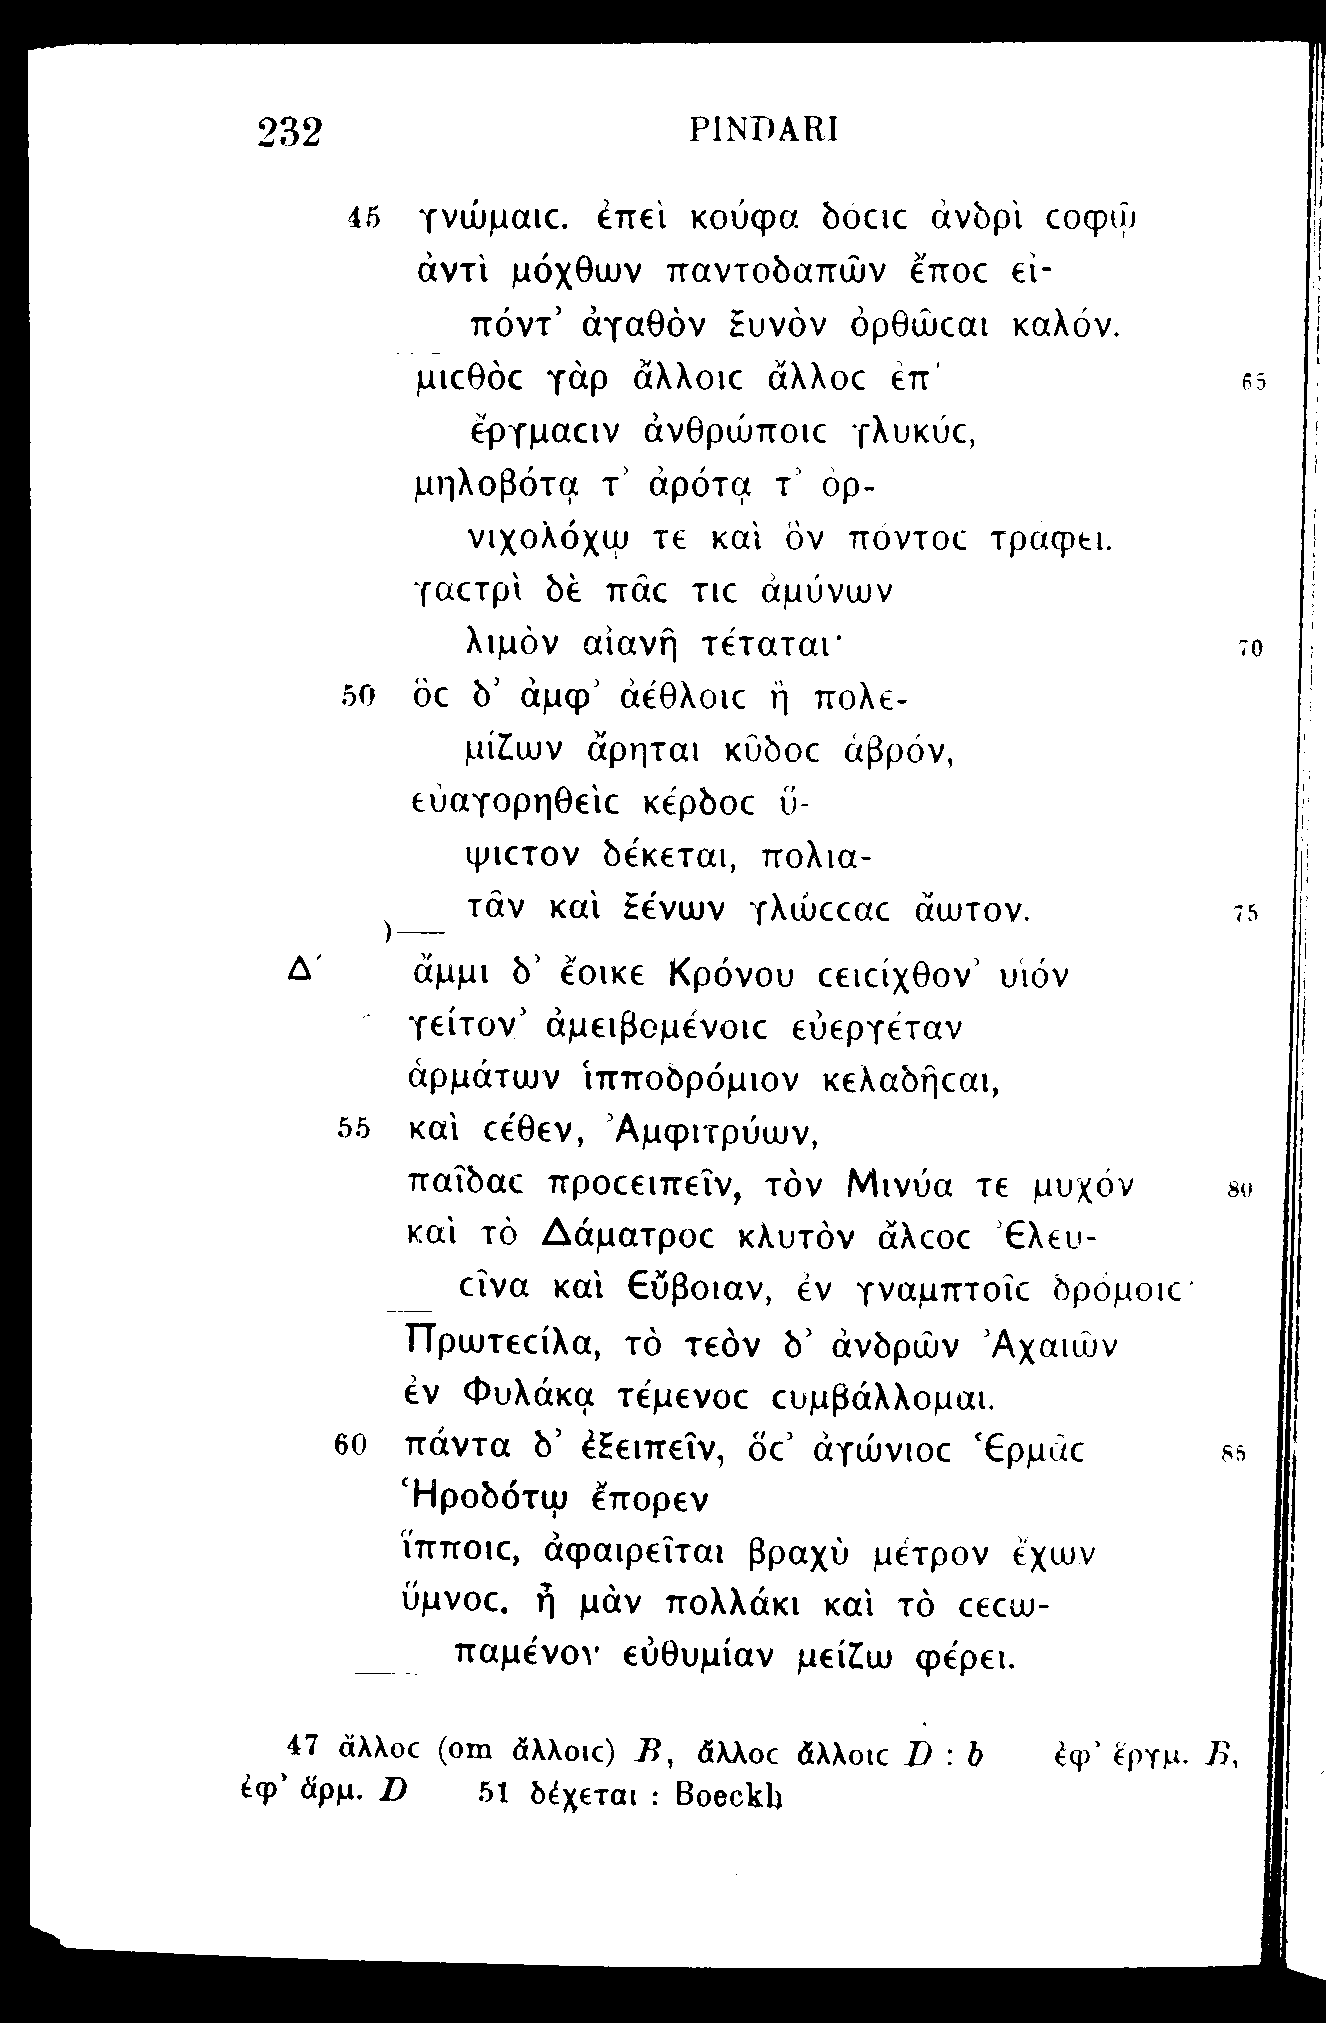 232 PINDARI
45 γνώμαιϲ. ἐπεὶ κούφα δόϲιϲ ἀνδρὶ ϲοφῷ
ἀντὶ μόχθων παντοδαπῶν ἔποϲ εἰ-
πόντ’ ἀγαθὸν ξυνὸν ὀρθῶϲαι καλόν.
μιϲθὸϲ γὰρ ἄλλοιϲ ἄλλοϲ ἐπ’ 65
ἔργμαϲιν ἀνθρώποιϲ γλυκύϲ,
μηλοβότᾳ τ’ ἀρότᾳ τ’ ὀρ-
νιχολόχῳ τε καὶ ὃν πόντοϲ τράφει.
γαϲτρὶ δὲ πᾶϲ τιϲ ἀμύνων
λιμὸν αἰανῆ τέταται· 70
50 ὃϲ δ’ ἀμφ’ ἀέθλοιϲ ἢ πολε-
μίζων ἄρηται κῦδοϲ ἁβρόν,
εὐαγορηθεὶϲ κέρδοϲ ὕ-
ψιϲτον δέκεται, πολια-
τᾶν καὶ ξένων γλώϲϲαϲ ἄωτον. 75
Δ΄ ἄμμι δ’ ἔοικε Κρόνου ϲειϲίχθον’ υἱόν
γείτον’ ἀμειβομένοιϲ εὐεργέταν
ἁρμάτων ἱπποδρόμιον κελαδῆϲαι,
55 καὶ ϲέθεν, Ἀμφιτρύων,
παῖδαϲ προϲειπεῖν, τὸν Μινύα τε μυχόν 80
καὶ τὸ Δάματροϲ κλυτὸν ἄλϲοϲ Ἐλευ-
ϲῖνα καὶ Εὔβοιαν, ἐν γναμπτοῖϲ δρόμοιϲ·
Πρωτεϲίλα, τὸ τεὸν δ’ ἀνδρῶν Ἀχαιῶν
ἐν Φυλάκᾳ τέμενοϲ ϲυμβάλλομαι.
60 πάντα δ’ ἐξειπεῖν, ὅϲ’ ἀγώνιοϲ Ἑρμᾶϲ 85
Ἡροδότῳ ἔπορεν
ἵπποιϲ, ἀφαιρεῖται βραχὺ μέτρον ἔχων
ὕμνοϲ. ἦ μὰν πολλάκι καὶ τὸ ϲεϲω-
παμένον εὐθυμίαν μείζω φέρει.
47 ἄλλοϲ (om ἄλλοιϲ) B, ἄλλοϲ ἄλλοιϲ D : b ἐφ’ ἔργμ. B,
ἐφ’ ἄρμ. D 51 δέχεται : Boeckh